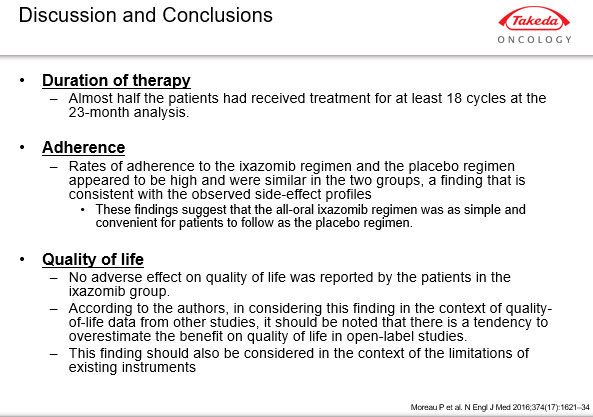 Discussion and Conclusions
Takeda
ONCOLOGY
• Duration of therapy
– Almost half the patients had received treatment for at least 18 cycles at the
23-month analysis.
• Adherence
– Rates of adherence to the ixazomib regimen and the placebo regimen
appeared to be high and were similar in the two groups, a finding that is
consistent with the observed side-effect profiles
• These findings suggest that the all-oral ixazomib regimen was as simple and
convenient for patients to follow as the placebo regimen.
• Quality of life
– No adverse effect on quality of life was reported by the patients in the
ixazomib group.
– According to the authors, in considering this finding in the context of quality-
of-life data from other studies, it should be noted that there is a tendency to
overestimate the benefit on quality of life in open-label studies.
– This finding should also be considered in the context of the limitations of
existing instruments
Moreau P et al. N Engl J Med 2016;374(17):1621–34